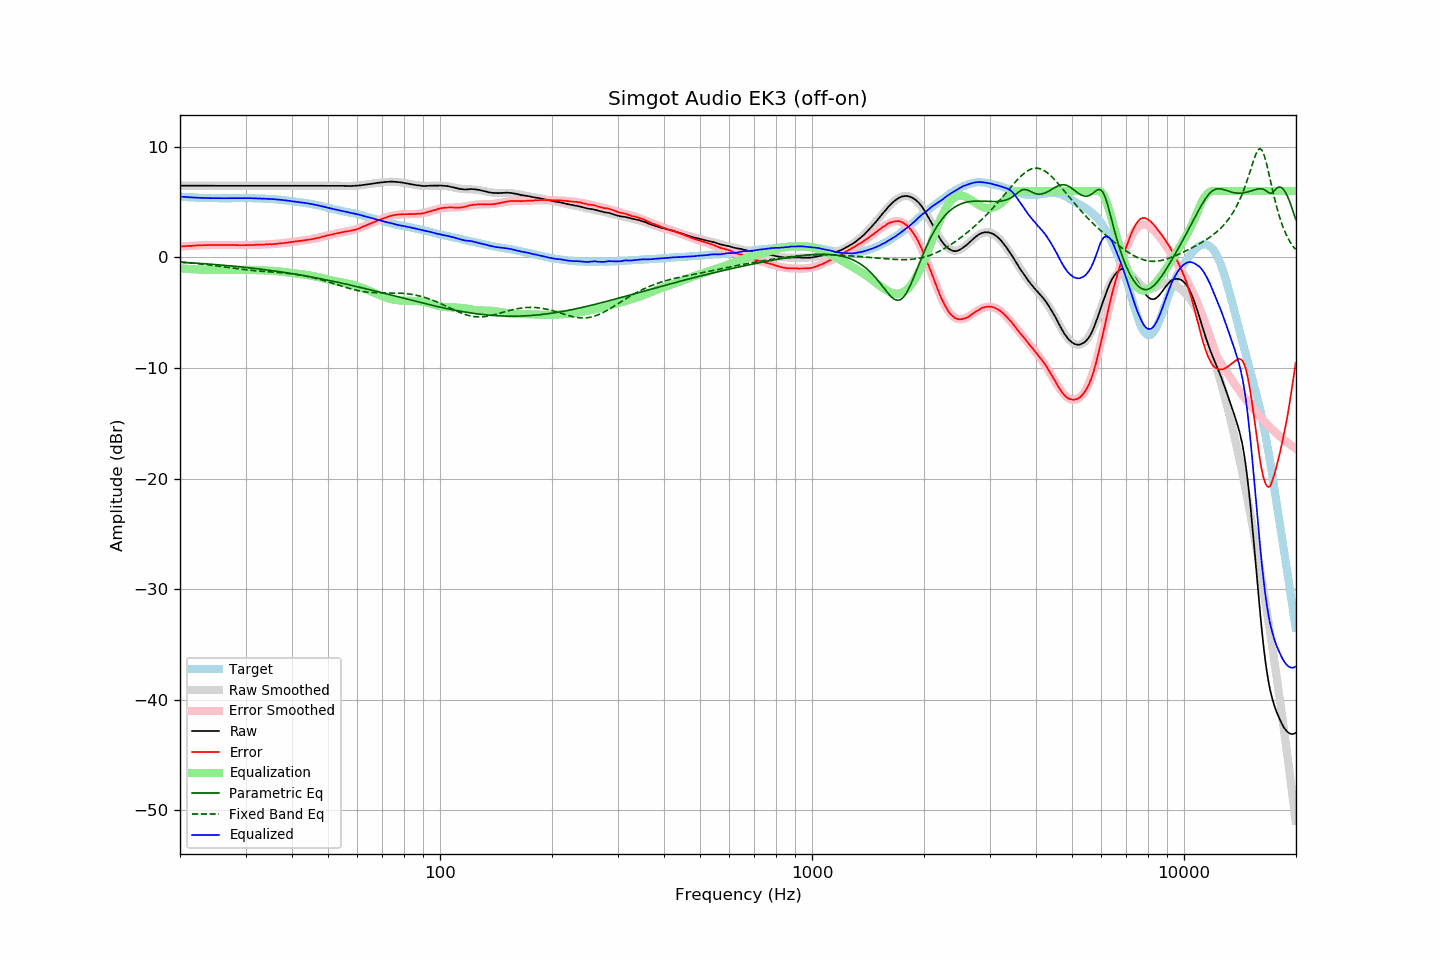 Simgot Audio EK3 (off-on)
10
0
−10
−20
−30
−40
−50
Amplitude (dBr)
Target
Raw Smoothed
Error Smoothed
Raw
Error
Equalization
Parametric Eq
Fixed Band Eq
Equalized
100
1000
10000
Frequency (Hz)